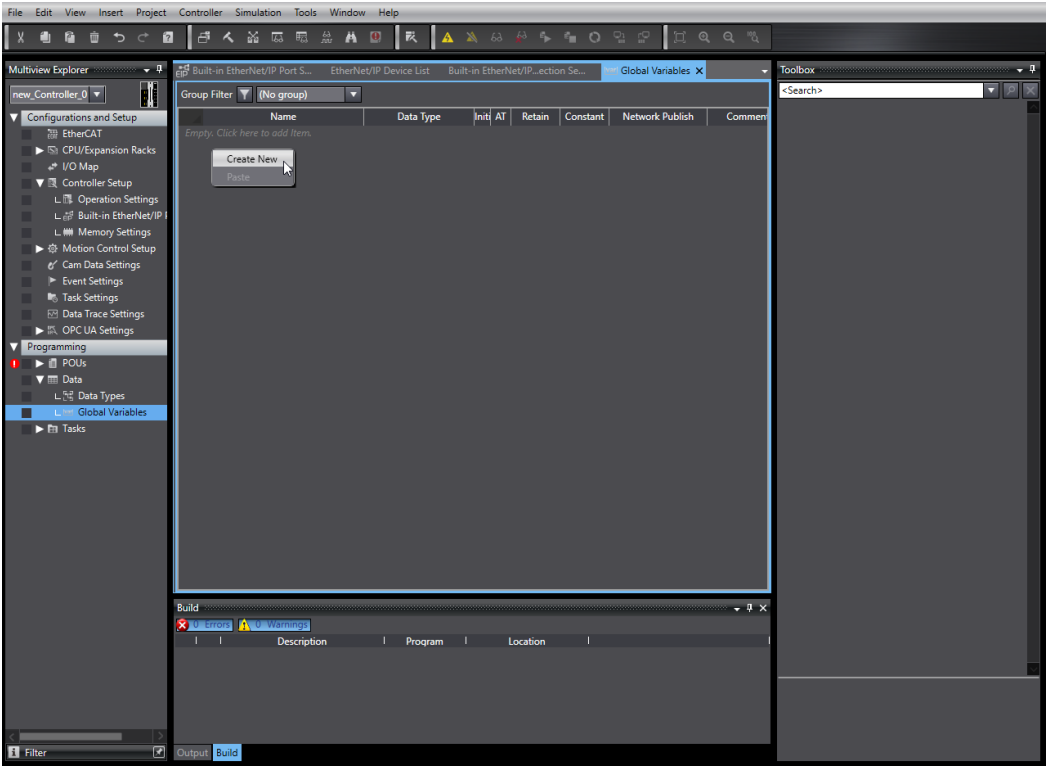 File Edit View Insert Project Controller Simulation Tools Window Help
Multiview Explorer
new_Controller_0
Configurations and Setup
EtherCAT
CPU/Expansion Racks
I/O Map
Controller Setup
Operation Settings
Built-in EtherNet/IP
Memory Settings
Motion Control Setup
Cam Data Settings
Event Settings
Task Settings
Data Trace Settings
OPC UA Settings
Programming
POUs
Data
Data Types
Global Variables
Tasks
Filter
Built-in EtherNet/IP Port S... EtherNet/IP Device List Built-in EtherNet/IP...ection Se... Global Variables
Group Filter (No group)
Name Data Type Initi AT Retain Constant Network Publish Commen
Empty. Click here to add Item.
Create New
Paste
Build
0 Errors 0 Warnings
Description Program Location
Output Build
Toolbox
<Search>